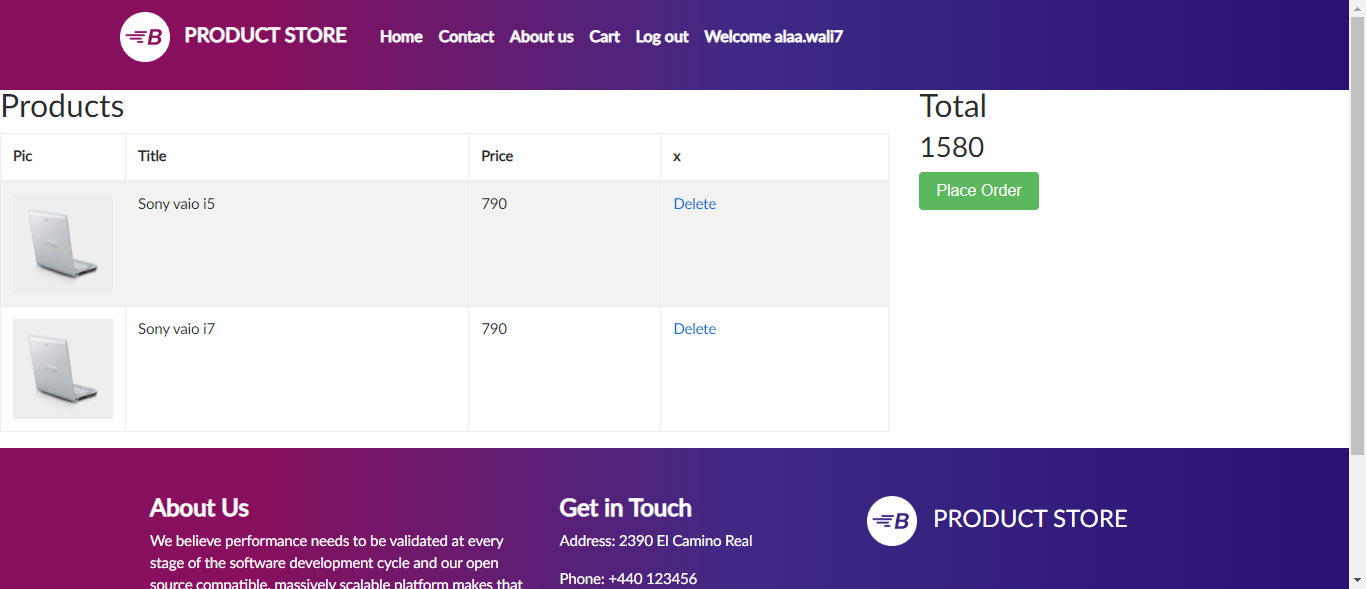 B PRODUCT STORE Home Contact About us Cart Log out Welcome alaa.wali7
Products
Total
1580
Place Order
Pic Title Price x
Sony vaio i5 790 Delete
VAIO
Sony vaio i7 790 Delete
VAIO
About Us
We believe performance needs to be validated at every
stage of the software development cycle and our open
source compatible, massively scalable platform makes that
Get in Touch
Address: 2390 El Camino Real
Phone: +440 123456
B PRODUCT STORE